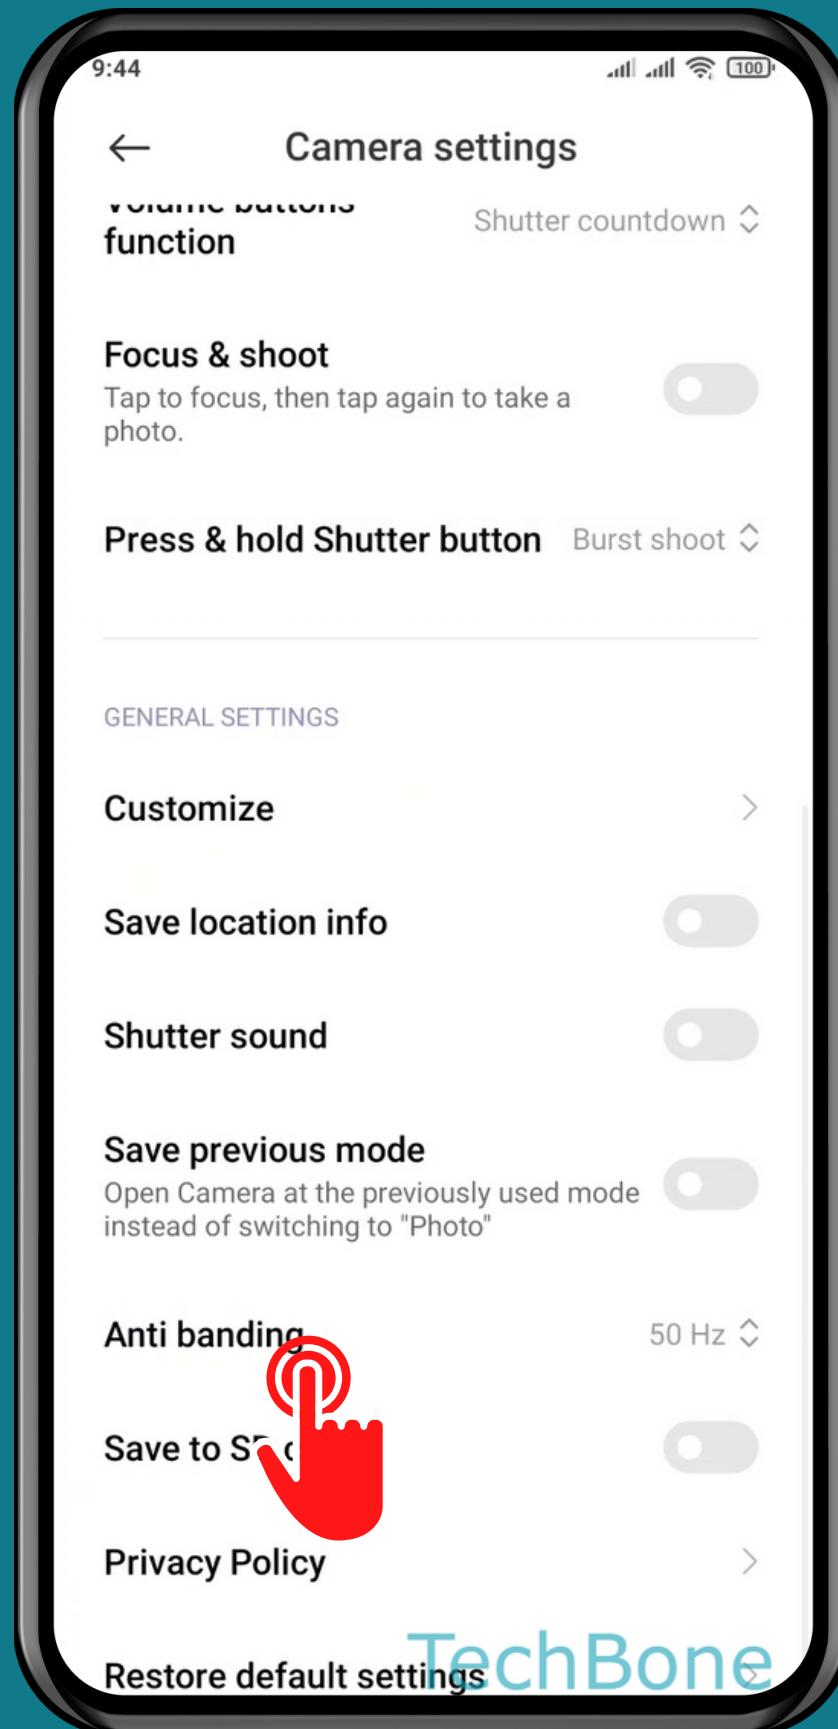 9:44
100
Camera settings
Volume buttons
function
Shutter countdown
Focus & shoot
Tap to focus, then tap again to take a
photo.
Press & hold Shutter button Burst shoot
GENERAL SETTINGS
Customize
Save location info
Shutter sound
Save previous mode
Open Camera at the previously used mode
instead of switching to "Photo"
Anti banding 50 Hz
Save to
Privacy Policy
Restore default settings
TechBone